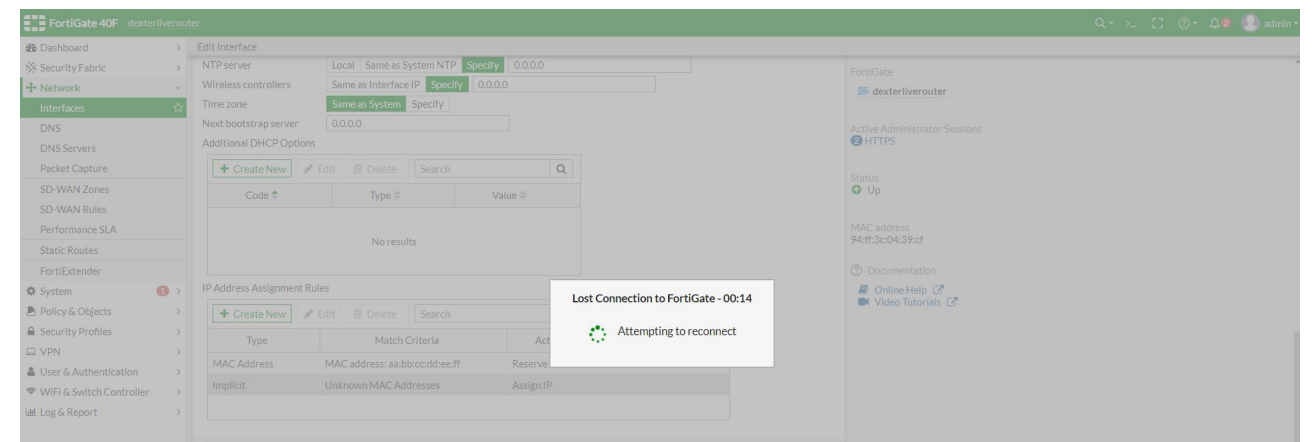 FortiGate 40F dexterliverouter
admin
2
Dashboard
Security Fabric
Network
Interfaces
DNS
DNS Servers
Packet Capture
SD-WAN Zones
SD-WAN Rules
Performance SLA
Static Routes
FortiExtender
System 1
Policy & Objects
Security Profiles
VPN
User & Authentication
WiFi & Switch Controller
Log & Report
Edit Interface
NTP server Local Same as System NTP Specify 0.0.0.0
Wireless controllers Same as Interface IP Specify 0.0.0.0
Time zone Same as System Specify
Next bootstrap server 0.0.0.0
Additional DHCP Options
Create New Edit Delete Search
Code Type Value
No results
IP Address Assignment Rules
Create New Edit Delete Search
Type Match Criteria
MAC Address MAC address: aa:bb:cc:dd:ee:ff Reserve
Implicit Unknown MAC Addresses Assign IP
Lost Connection to FortiGate - 00:14
Attempting to reconnect
FortiGate
dexterliverouter
Active Administrator Sessions
2 HTTPS
Status
Up
MAC address
94:ff:3c:04:39:cf
Documentation
Online Help
Video Tutorials